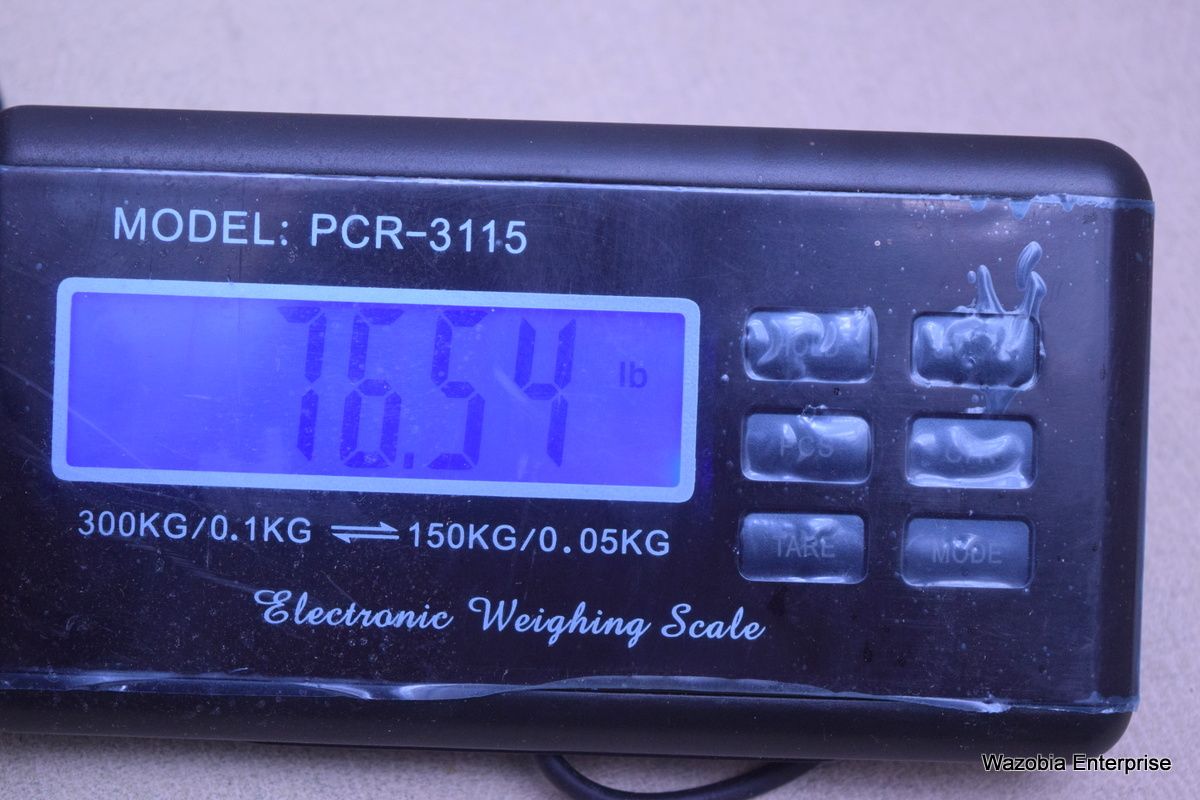 MODEL: PCR-3115
76.54 lb
300KG/0.1KG ⇌ 150KG/0.05KG
Electronic Weighing Scale
PCS
TARE MODE
Wazobia Enterprise